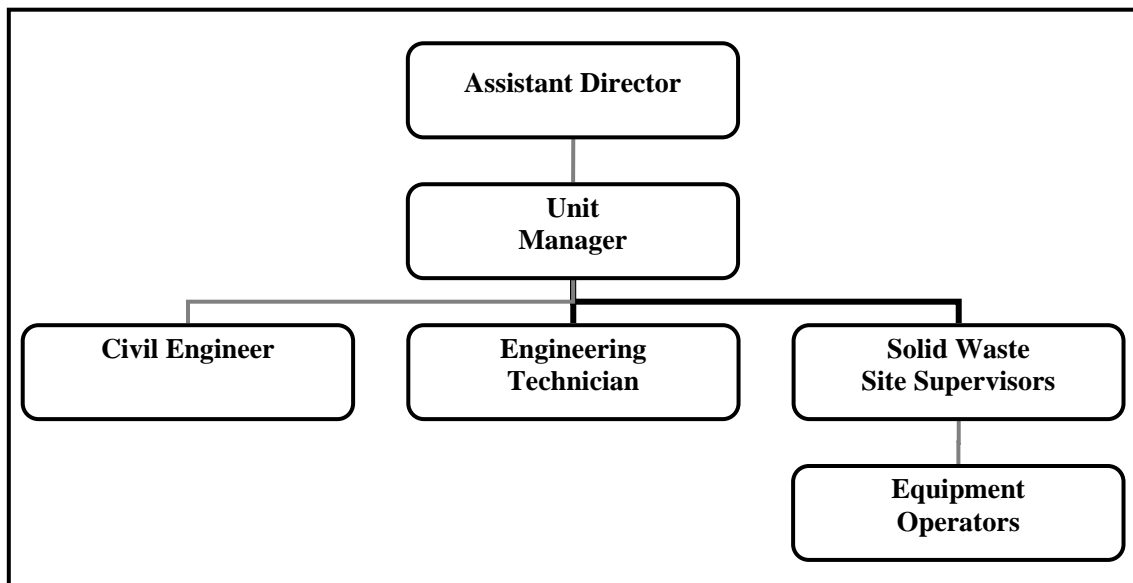 Assistant Director
Unit
Manager
Civil Engineer
Engineering
Technician
Solid Waste
Site Supervisors
Equipment
Operators